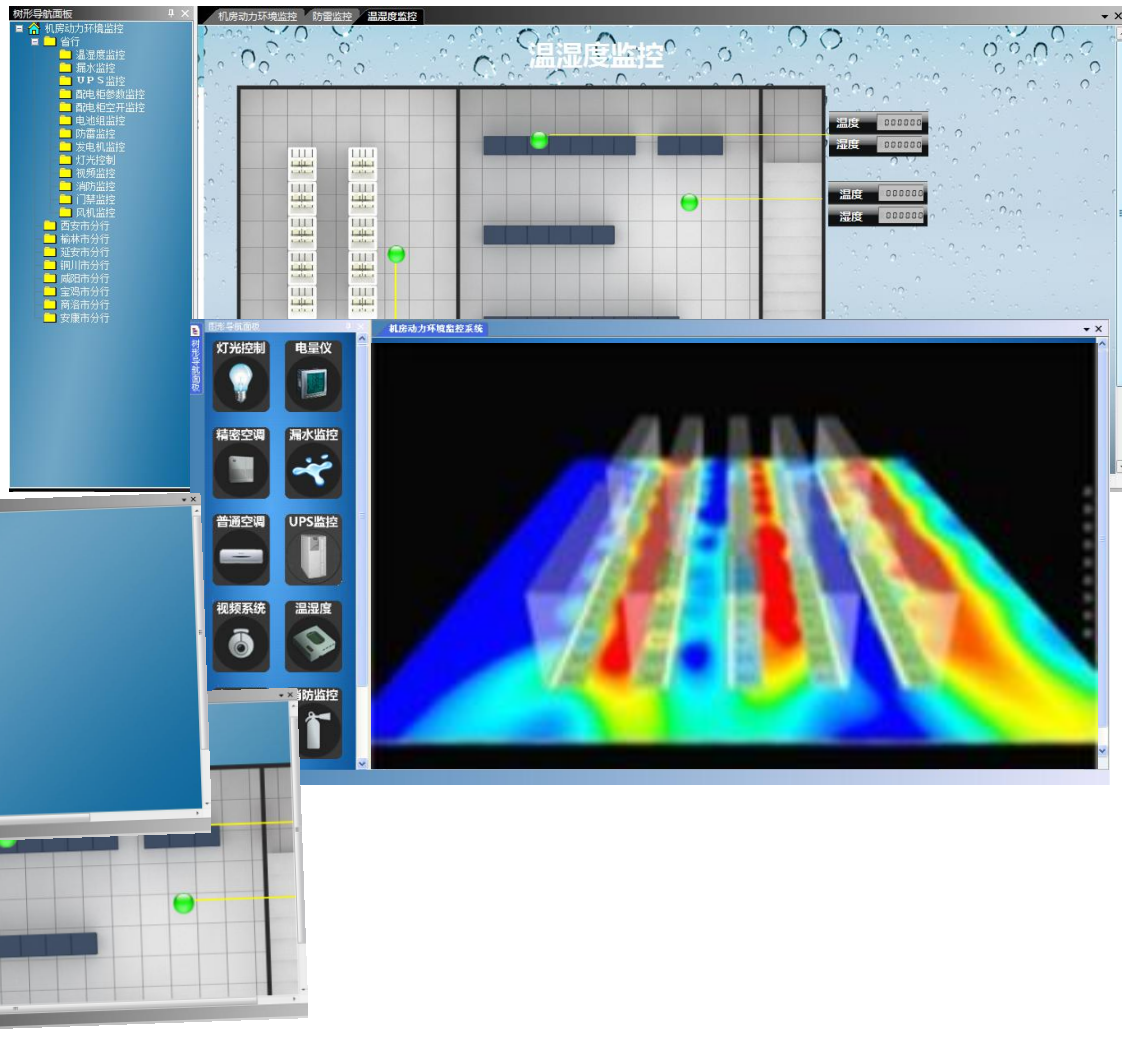 树形导航面板
机房动力环境监控
省行
温湿度监控
漏水监控
UPS监控
配电柜参数监控
配电柜空开监控
电池组监控
防雷监控
发电机监控
灯光控制
视频监控
消防监控
门禁监控
风机监控
西安市分行
榆林市分行
延安市分行
铜川市分行
咸阳市分行
宝鸡市分行
商洛市分行
安康市分行
机房动力环境监控 防雷监控 温湿度监控
温湿度监控
温度 000000
湿度 000000
温度 000000
湿度 000000
树形导航面板
图形导航面板
机房动力环境监控系统
灯光控制 电量仪
精密空调 漏水监控
普通空调 UPS监控
视频系统 温湿度
消防监控